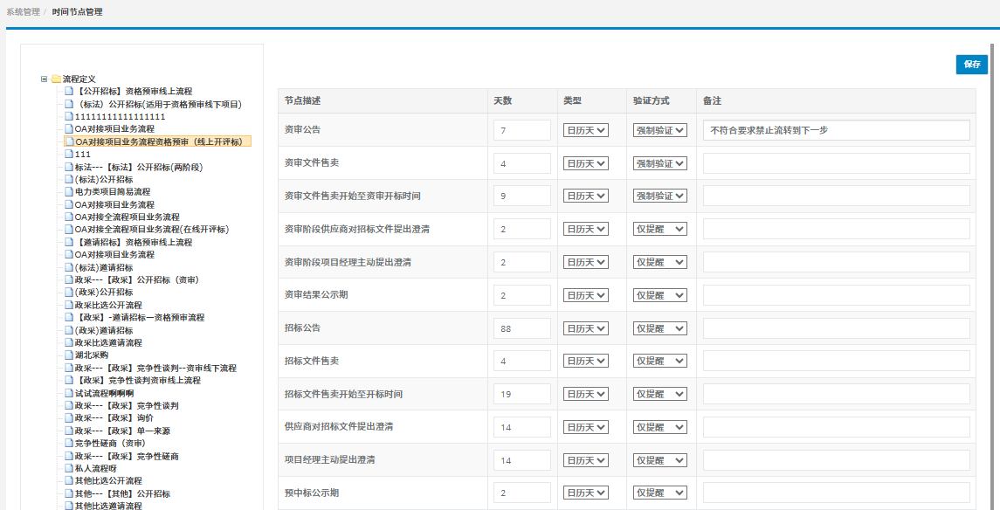 系统管理 / 时间节点管理
保存
流程定义
【公开招标】资格预审线上流程
（标法）公开招标(适用于资格预审线下项目)
11111111111111111
OA对接项目业务流程
OA对接项目业务流程资格预审（线上开评标）
111
标法---【标法】公开招标(两阶段)
(标法)公开招标
电力类项目简易流程
OA对接项目业务流程
OA对接全流程项目业务流程
OA对接全流程项目业务流程(在线开评标)
【邀请招标】资格预审线上流程
OA对接项目业务流程
(标法)邀请招标
政采---【政采】公开招标（资审）
(政采)公开招标
政采比选公开流程
【政采】-邀请招标一资格预审流程
(政采)邀请招标
政采比选邀请流程
湖北采购
政采---【政采】竞争性谈判--资审线下流程
【政采】竞争性谈判资审线上流程
试试流程啊啊啊
政采---【政采】竞争性谈判
政采---【政采】询价
政采---【政采】单一来源
竞争性磋商（资审）
政采---【政采】竞争性磋商
私人流程呀
其他比选公开流程
其他---【其他】公开招标
其他比选邀请流程
节点描述 天数 类型 验证方式 备注
资审公告 7 日历天 强制验证 不符合要求禁止流转到下一步
资审文件售卖 4 日历天 强制验证
资审文件售卖开始至资审开标时间 9 日历天 强制验证
资审阶段供应商对招标文件提出澄清 2 日历天 仅提醒
资审阶段项目经理主动提出澄清 2 日历天 仅提醒
资审结果公示期 2 日历天 仅提醒
招标公告 88 日历天 仅提醒
招标文件售卖 4 日历天 仅提醒
招标文件售卖开始至开标时间 19 日历天 仅提醒
供应商对招标文件提出澄清 14 日历天 仅提醒
项目经理主动提出澄清 14 日历天 仅提醒
预中标公示期 2 日历天 仅提醒